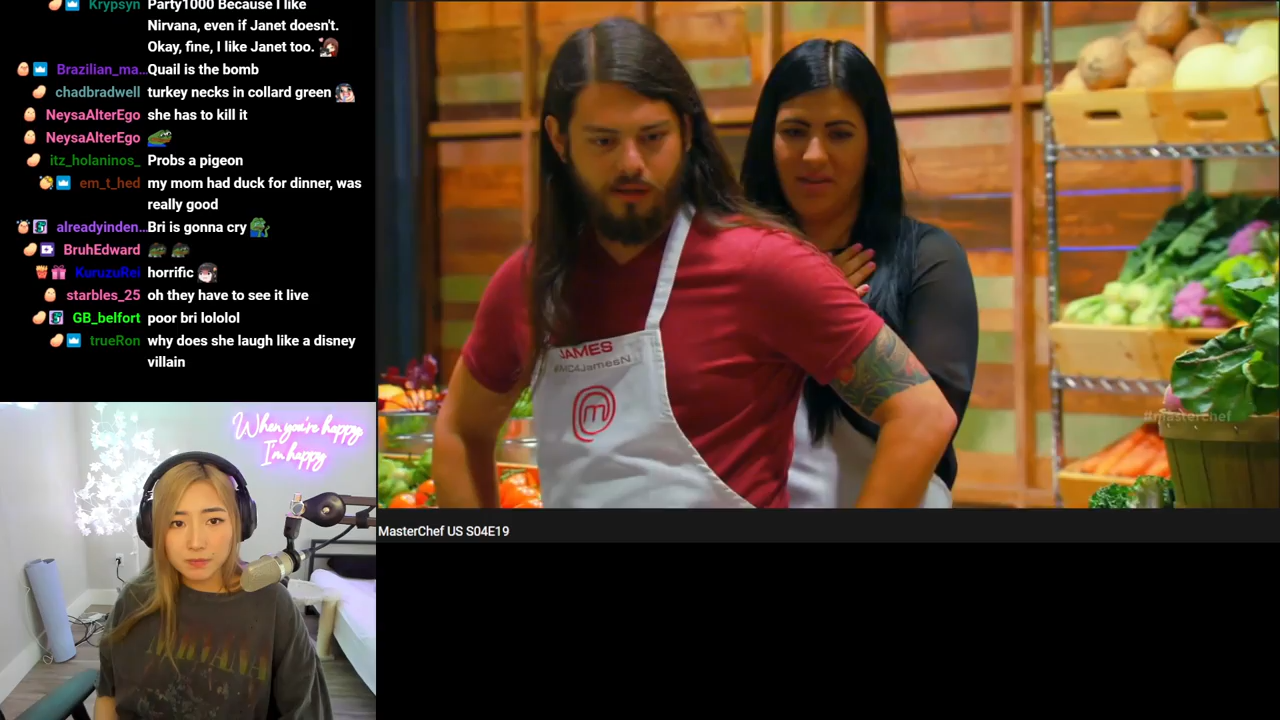 Krypsyn Party1000 Because I like
Nirvana, even if Janet doesn't.
Okay, fine, I like Janet too.
Brazilian_ma... Quail is the bomb
chadbradwell turkey necks in collard green
NeysaAlterEgo she has to kill it
NeysaAlterEgo
itz_holaninos_ Probs a pigeon
em_t_hed my mom had duck for dinner, was
really good
alreadyinden... Bri is gonna cry
BruhEdward
KuruzuRei horrific
starbles_25 oh they have to see it live
GB_belfort poor bri lololol
trueRon why does she laugh like a disney
villain
When you're happy
I'm happy
NIRVANA
JAMES
#MC4JamesN
m
#masterchef
MasterChef US S04E19